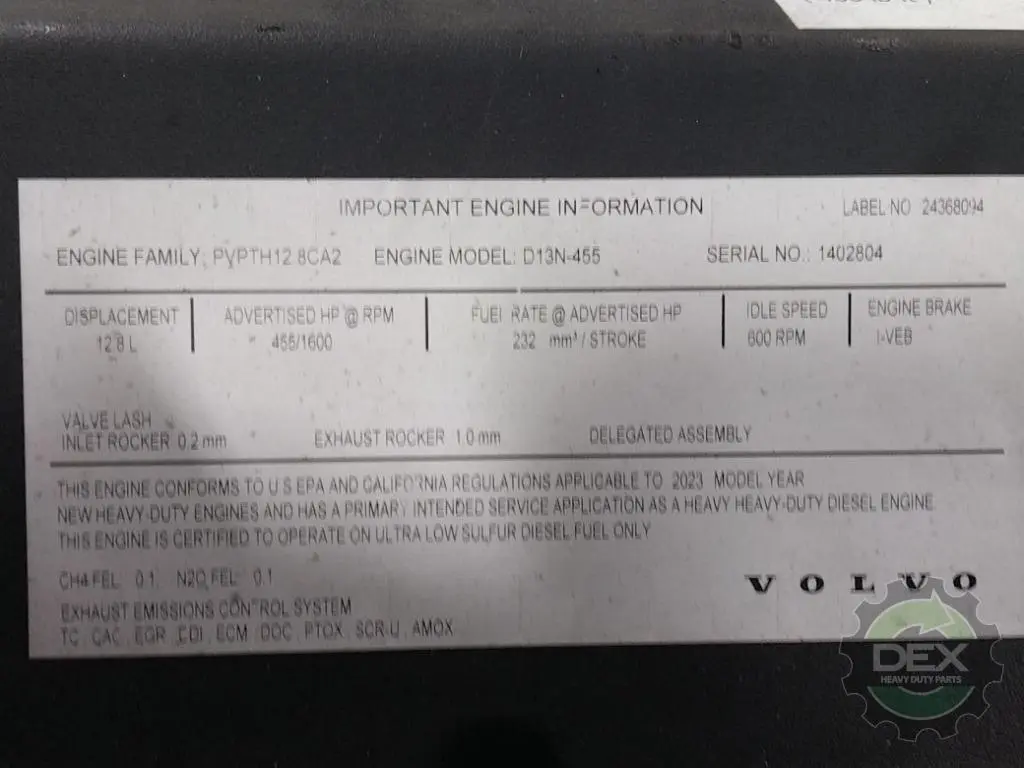 IMPORTANT ENGINE INFORMATION
LABEL NO 24368094
ENGINE FAMILY: PVPTH12.8CA2 ENGINE MODEL: D13N-455 SERIAL NO.: 1402804
DISPLACEMENT ADVERTISED HP @ RPM FUEL RATE @ ADVERTISED HP IDLE SPEED ENGINE BRAKE
12.8 L 455/1600 232 mm³ / STROKE 600 RPM I-VEB
VALVE LASH
INLET ROCKER 0.2 mm EXHAUST ROCKER 1.0 mm DELEGATED ASSEMBLY
THIS ENGINE CONFORMS TO U S EPA AND CALIFORNIA REGULATIONS APPLICABLE TO 2023 MODEL YEAR
NEW HEAVY-DUTY ENGINES AND HAS A PRIMARY INTENDED SERVICE APPLICATION AS A HEAVY HEAVY-DUTY DIESEL ENGINE
THIS ENGINE IS CERTIFIED TO OPERATE ON ULTRA LOW SULFUR DIESEL FUEL ONLY
CH4 FEL 0.1 N2O FEL 0.1
VOLVO
EXHAUST EMISSIONS CONTROL SYSTEM
TC, CAC, EGR, CDI, ECM, DOC, PTOX, SCR-U, AMOX
DEX
HEAVY DUTY PARTS